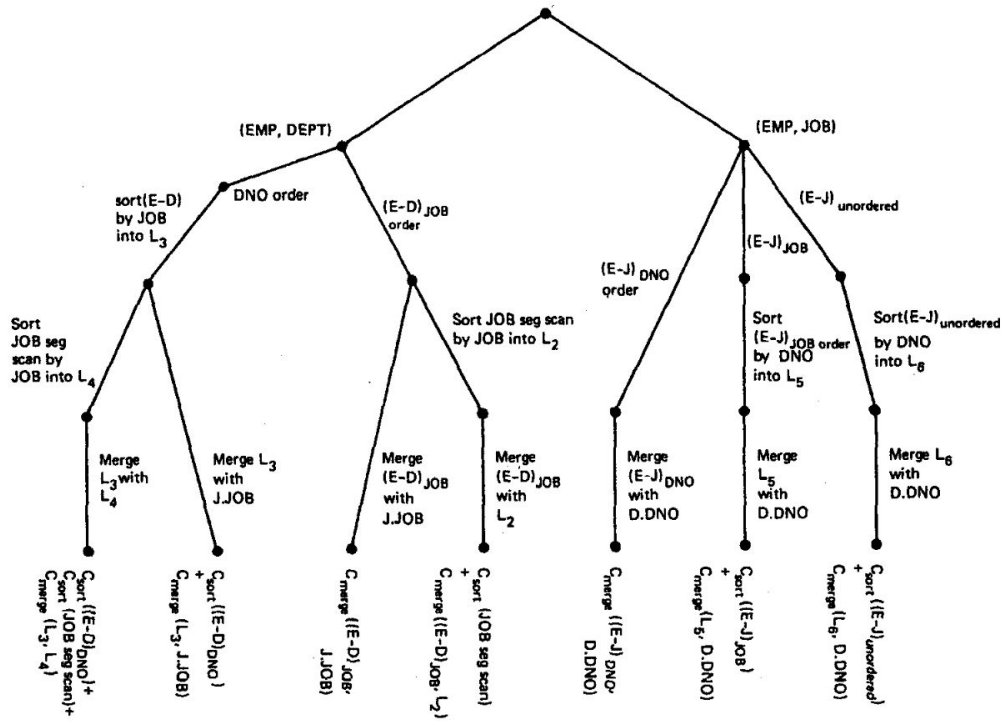 (EMP, DEPT)
(EMP, JOB)
sort(E-D)
by JOB
into L3
DNO order
(E-D)JOB
order
(E-J)DNO
order
(E-J)JOB
(E-J)unordered
Sort
JOB seg
scan by
JOB into L4
Sort JOB seg scan
by JOB into L2
Sort
(E-J)JOB order
by DNO
into L5
Sort(E-J)unordered
by DNO
into L6
Merge
L3 with
L4
Merge L3
with
J.JOB
Merge
(E-D)JOB
with
J.JOB
Merge
(E-D)JOB
with
L2
Merge
(E-J)DNO
with
D.DNO
Merge
L5
with
D.DNO
Merge L6
with
D.DNO
Csort ((E-D)DNO)+
Csort (JOB seg scan)+
Cmerge (L3, L4)
Csort ((E-D)DNO)
+
Cmerge (L3, J.JOB)
Cmerge ((E-D)JOB,
J.JOB)
Csort (JOB seg scan)
+
Cmerge ((E-D)JOB, L2)
Cmerge ((E-J)DNO,
D.DNO)
Csort ((E-J)JOB)
+
Cmerge (L5, D.DNO)
Csort ((E-J)unordered)
+
Cmerge (L6, D.DNO)